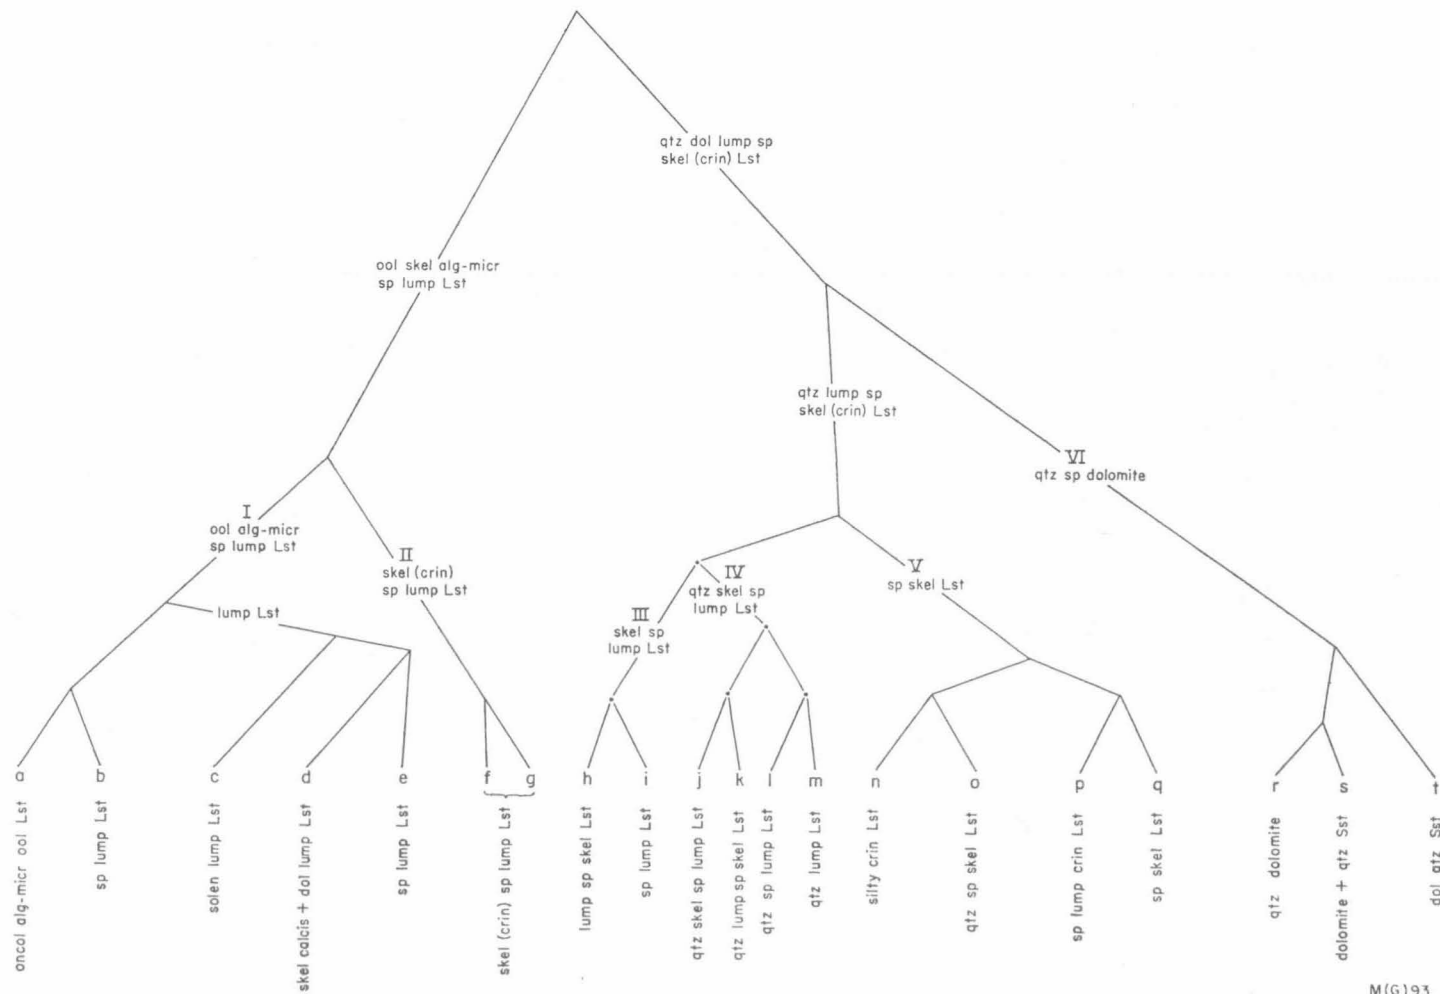 qtz dol lump sp
skel (crin) Lst
ool skel alg-micr
sp lump Lst
qtz lump sp
skel (crin) Lst
VI
qtz sp dolomite
I
ool alg-micr
sp lump Lst
II
skel (crin)
sp lump Lst
IV
qtz skel sp
lump Lst
V
sp skel Lst
lump Lst
III
skel sp
lump Lst
a
b
c
d
e
f
g
h
i
j
k
l
m
n
o
p
q
r
s
t
oncol alg-micr ool Lst
sp lump Lst
solen lump Lst
skel calcis + dol lump Lst
sp lump Lst
skel (crin) sp lump Lst
lump sp skel Lst
sp lump Lst
qtz skel sp lump Lst
qtz lump sp skel Lst
qtz sp lump Lst
qtz lump Lst
silty crin Lst
qtz sp skel Lst
sp lump crin Lst
sp skel Lst
qtz dolomite
dolomite + qtz Sst
dol qtz Sst
M(G)93